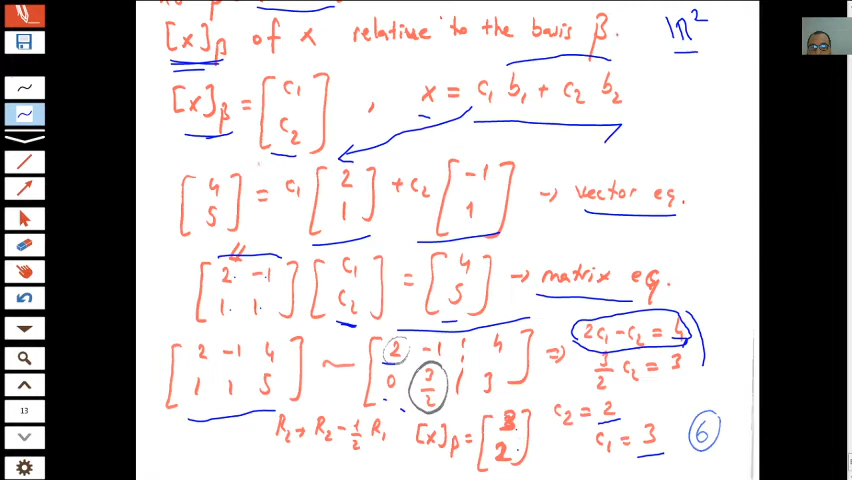 [x]β of x relative to the basis β. ℝ²
[x]β = [c₁ c₂] , x = c₁ b₁ + c₂ b₂
[4 5] = c₁ [2 1] + c₂ [-1 1] → vector eq.
[2 -1 1 1] [c₁ c₂] = [4 5] → matrix eq.
[2 -1 4 1 1 5] ~ [2 -1 | 4 0 3/2 | 3] ⇒ 2c₁ - c₂ = 4
3/2 c₂ = 3
R₂ → R₂ - 1/2 R₁ [x]β = [3 2] c₂ = 2
c₁ = 3 6
13